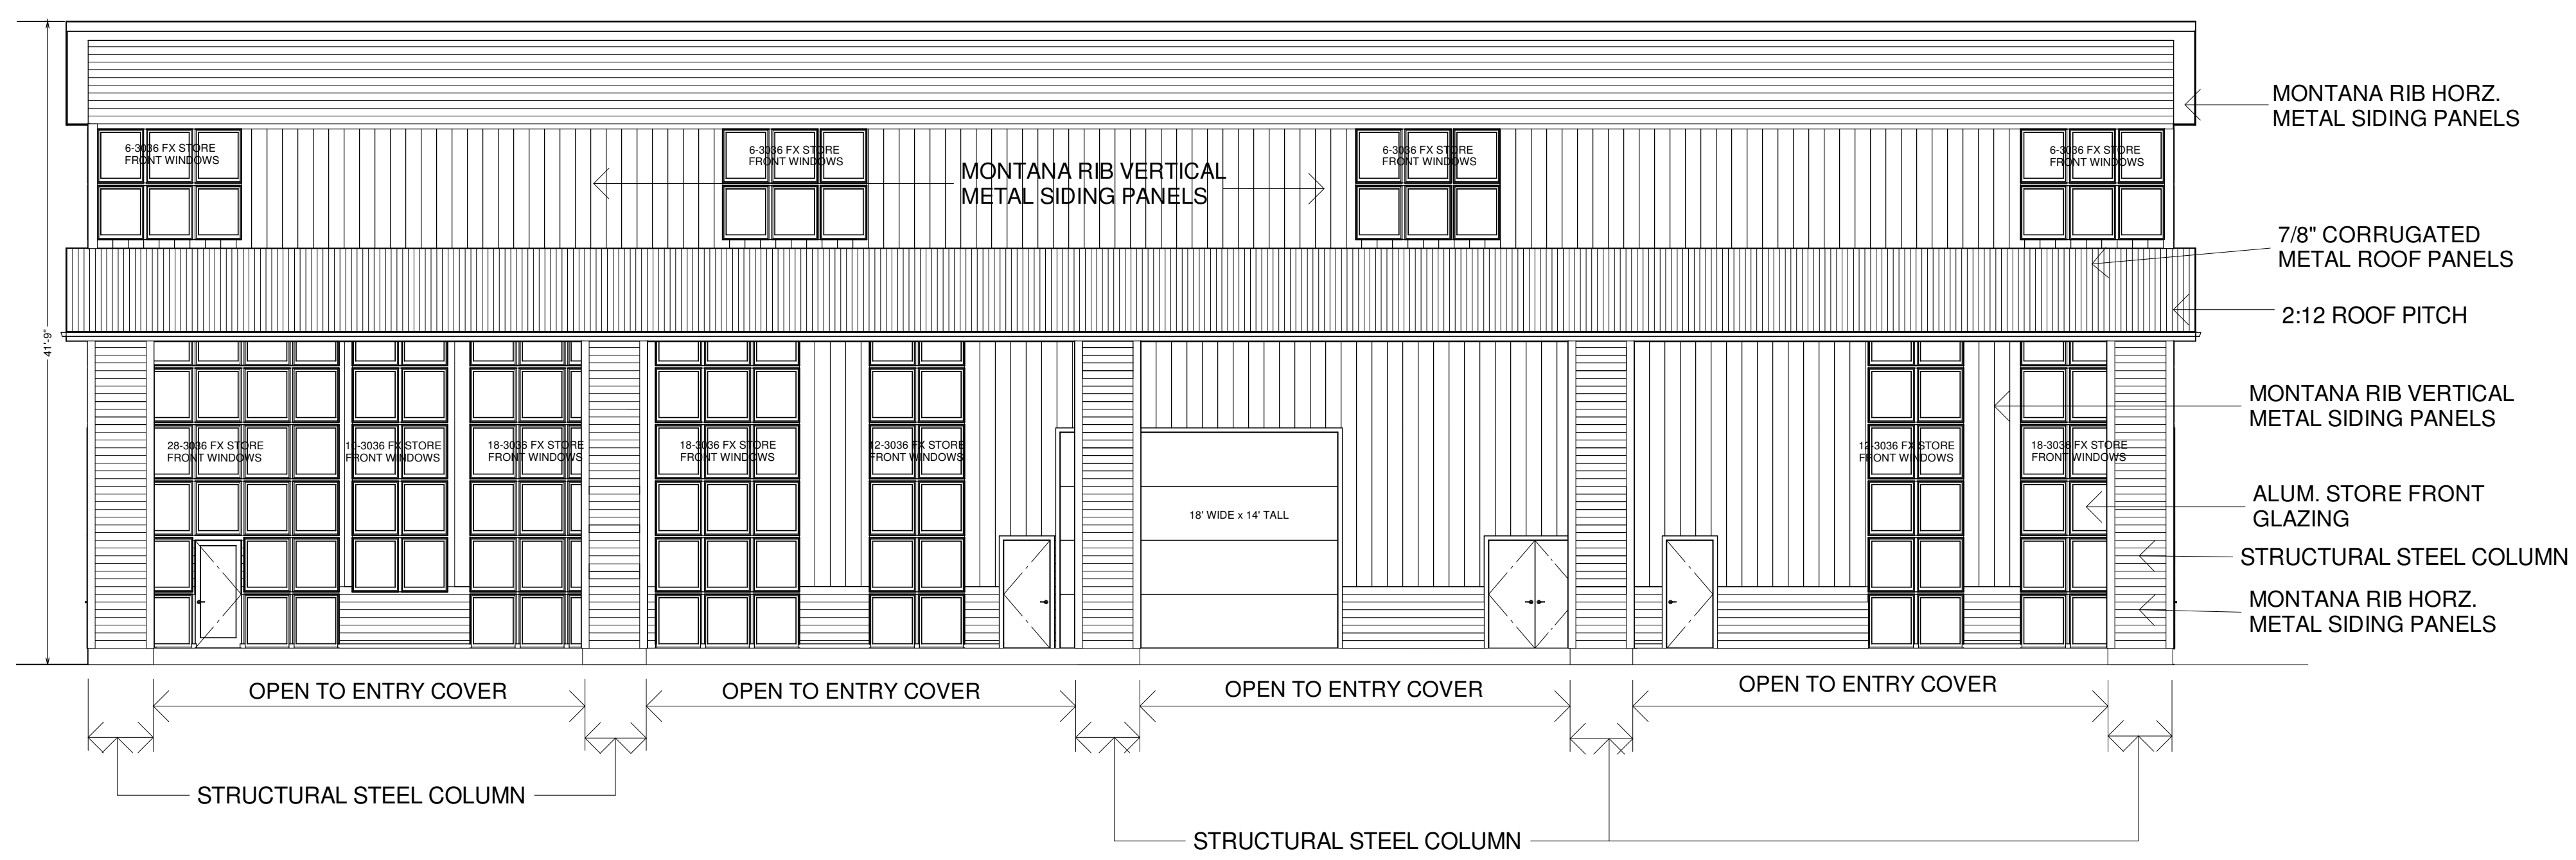 MONTANA RIB HORZ.
METAL SIDING PANELS
6-3036 FX STORE
FRONT WINDOWS
6-3036 FX STORE
FRONT WINDOWS
6-3036 FX STORE
FRONT WINDOWS
6-3036 FX STORE
FRONT WINDOWS
MONTANA RIB VERTICAL
METAL SIDING PANELS
7/8" CORRUGATED
METAL ROOF PANELS
2:12 ROOF PITCH
41'-9"
MONTANA RIB VERTICAL
METAL SIDING PANELS
28-3036 FX STORE
FRONT WINDOWS
10-3036 FX STORE
FRONT WINDOWS
18-3036 FX STORE
FRONT WINDOWS
18-3036 FX STORE
FRONT WINDOWS
12-3036 FX STORE
FRONT WINDOWS
12-3036 FX STORE
FRONT WINDOWS
18-3036 FX STORE
FRONT WINDOWS
ALUM. STORE FRONT
GLAZING
18' WIDE x 14' TALL
STRUCTURAL STEEL COLUMN
MONTANA RIB HORZ.
METAL SIDING PANELS
OPEN TO ENTRY COVER
OPEN TO ENTRY COVER
OPEN TO ENTRY COVER
OPEN TO ENTRY COVER
STRUCTURAL STEEL COLUMN
STRUCTURAL STEEL COLUMN